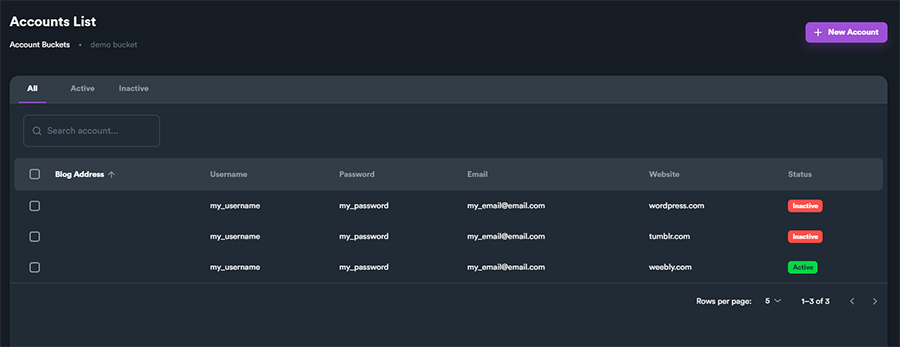 Accounts List
Account Buckets • demo bucket
+ New Account
All Active Inactive
Search account...
Blog Address ↑ Username Password Email Website Status
my_username my_password my_email@email.com wordpress.com Inactive
my_username my_password my_email@email.com tumblr.com Inactive
my_username my_password my_email@email.com weebly.com Active
Rows per page: 5 1–3 of 3